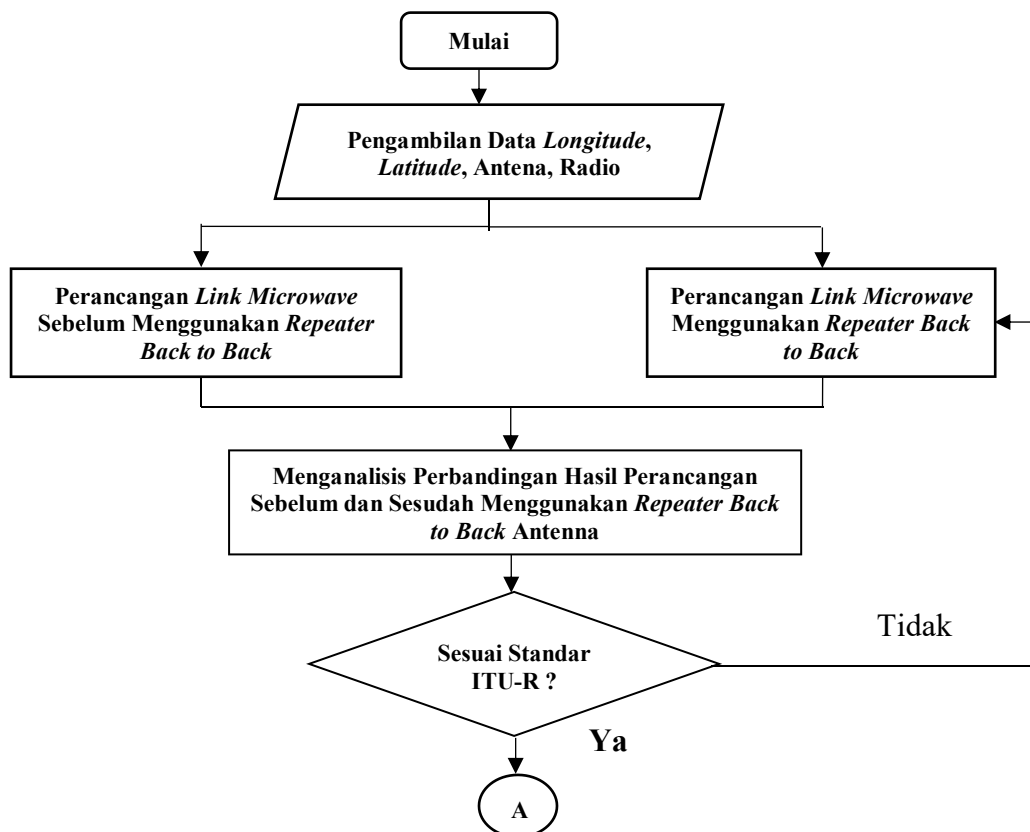 Mulai
Pengambilan Data Longitude,
Latitude, Antena, Radio
Perancangan Link Microwave
Sebelum Menggunakan Repeater
Back to Back
Perancangan Link Microwave
Menggunakan Repeater Back
to Back
Menganalisis Perbandingan Hasil Perancangan
Sebelum dan Sesudah Menggunakan Repeater Back
to Back Antenna
Tidak
Sesuai Standar
ITU-R ?
Ya
A